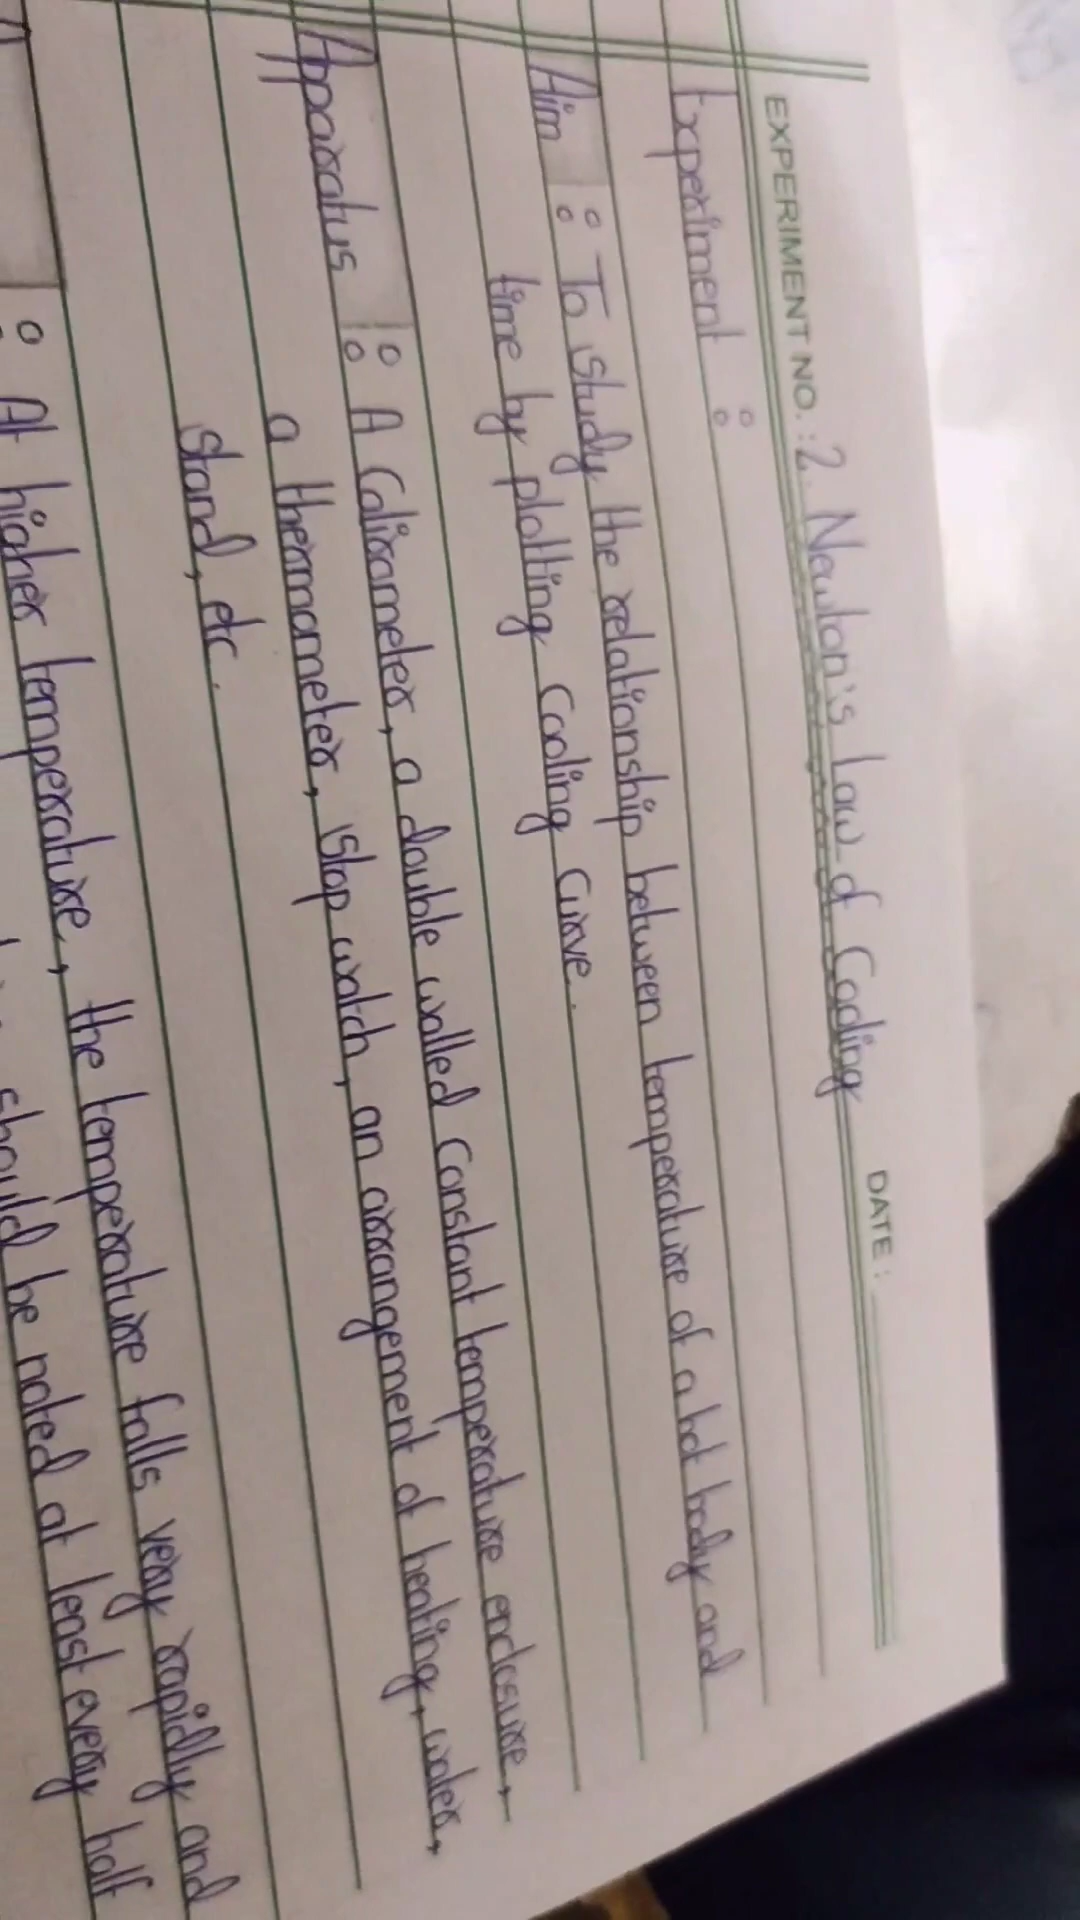 EXPERIMENT NO. : 2. Newton's Law of Cooling DATE :
Experiment :
Aim : To study the relationship between temperature of a hot body and
time by plotting Cooling Curve.
Apparatus : A Calirameter, a double walled constant temperature enclosure,
a thermometer, stop watch, an arrangement of heating, water,
stand, etc.
: At higher temperature, the temperature falls very rapidly and
should be noted at least every half